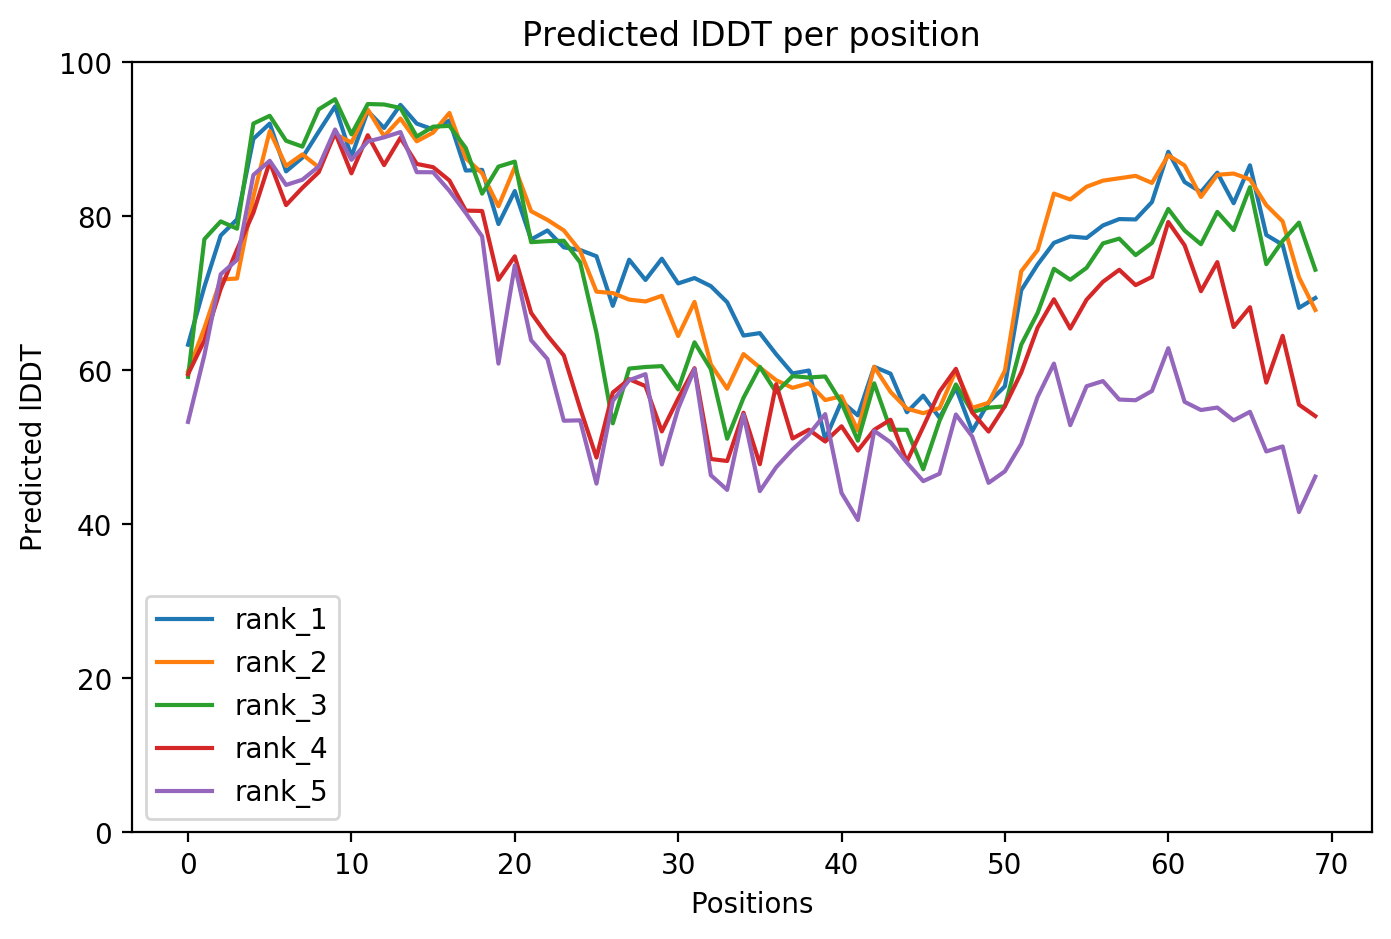 Predicted lDDT per position
100
80
60
40
20
0
Predicted lDDT
rank_1
rank_2
rank_3
rank_4
rank_5
0 10 20 30 40 50 60 70
Positions